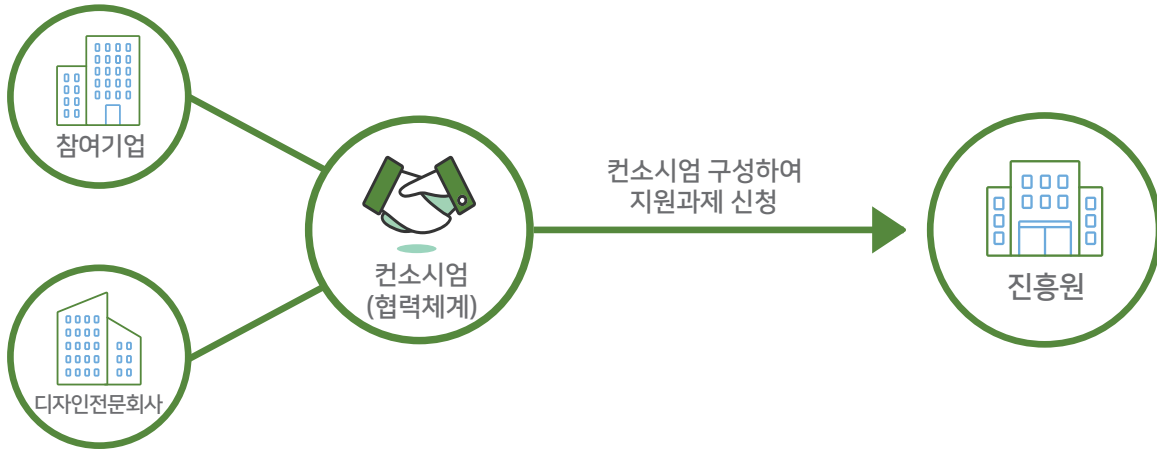 참여기업
디자인전문회사
컨소시엄
(협력체계)
컨소시엄 구성하여
지원과제 신청
진흥원